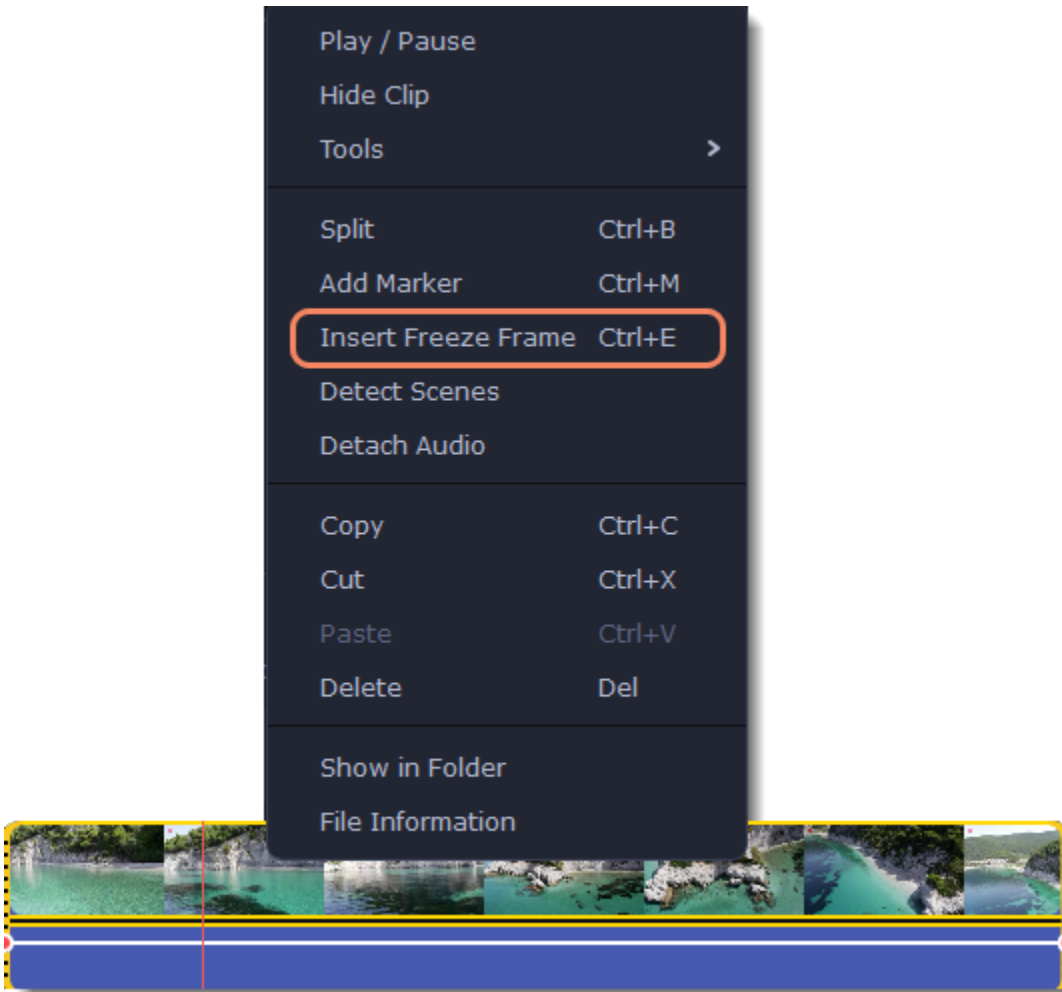 Play / Pause
Hide Clip
Tools
Split Ctrl+B
Add Marker Ctrl+M
Insert Freeze Frame Ctrl+E
Detect Scenes
Detach Audio
Copy Ctrl+C
Cut Ctrl+X
Paste Ctrl+V
Delete Del
Show in Folder
File Information